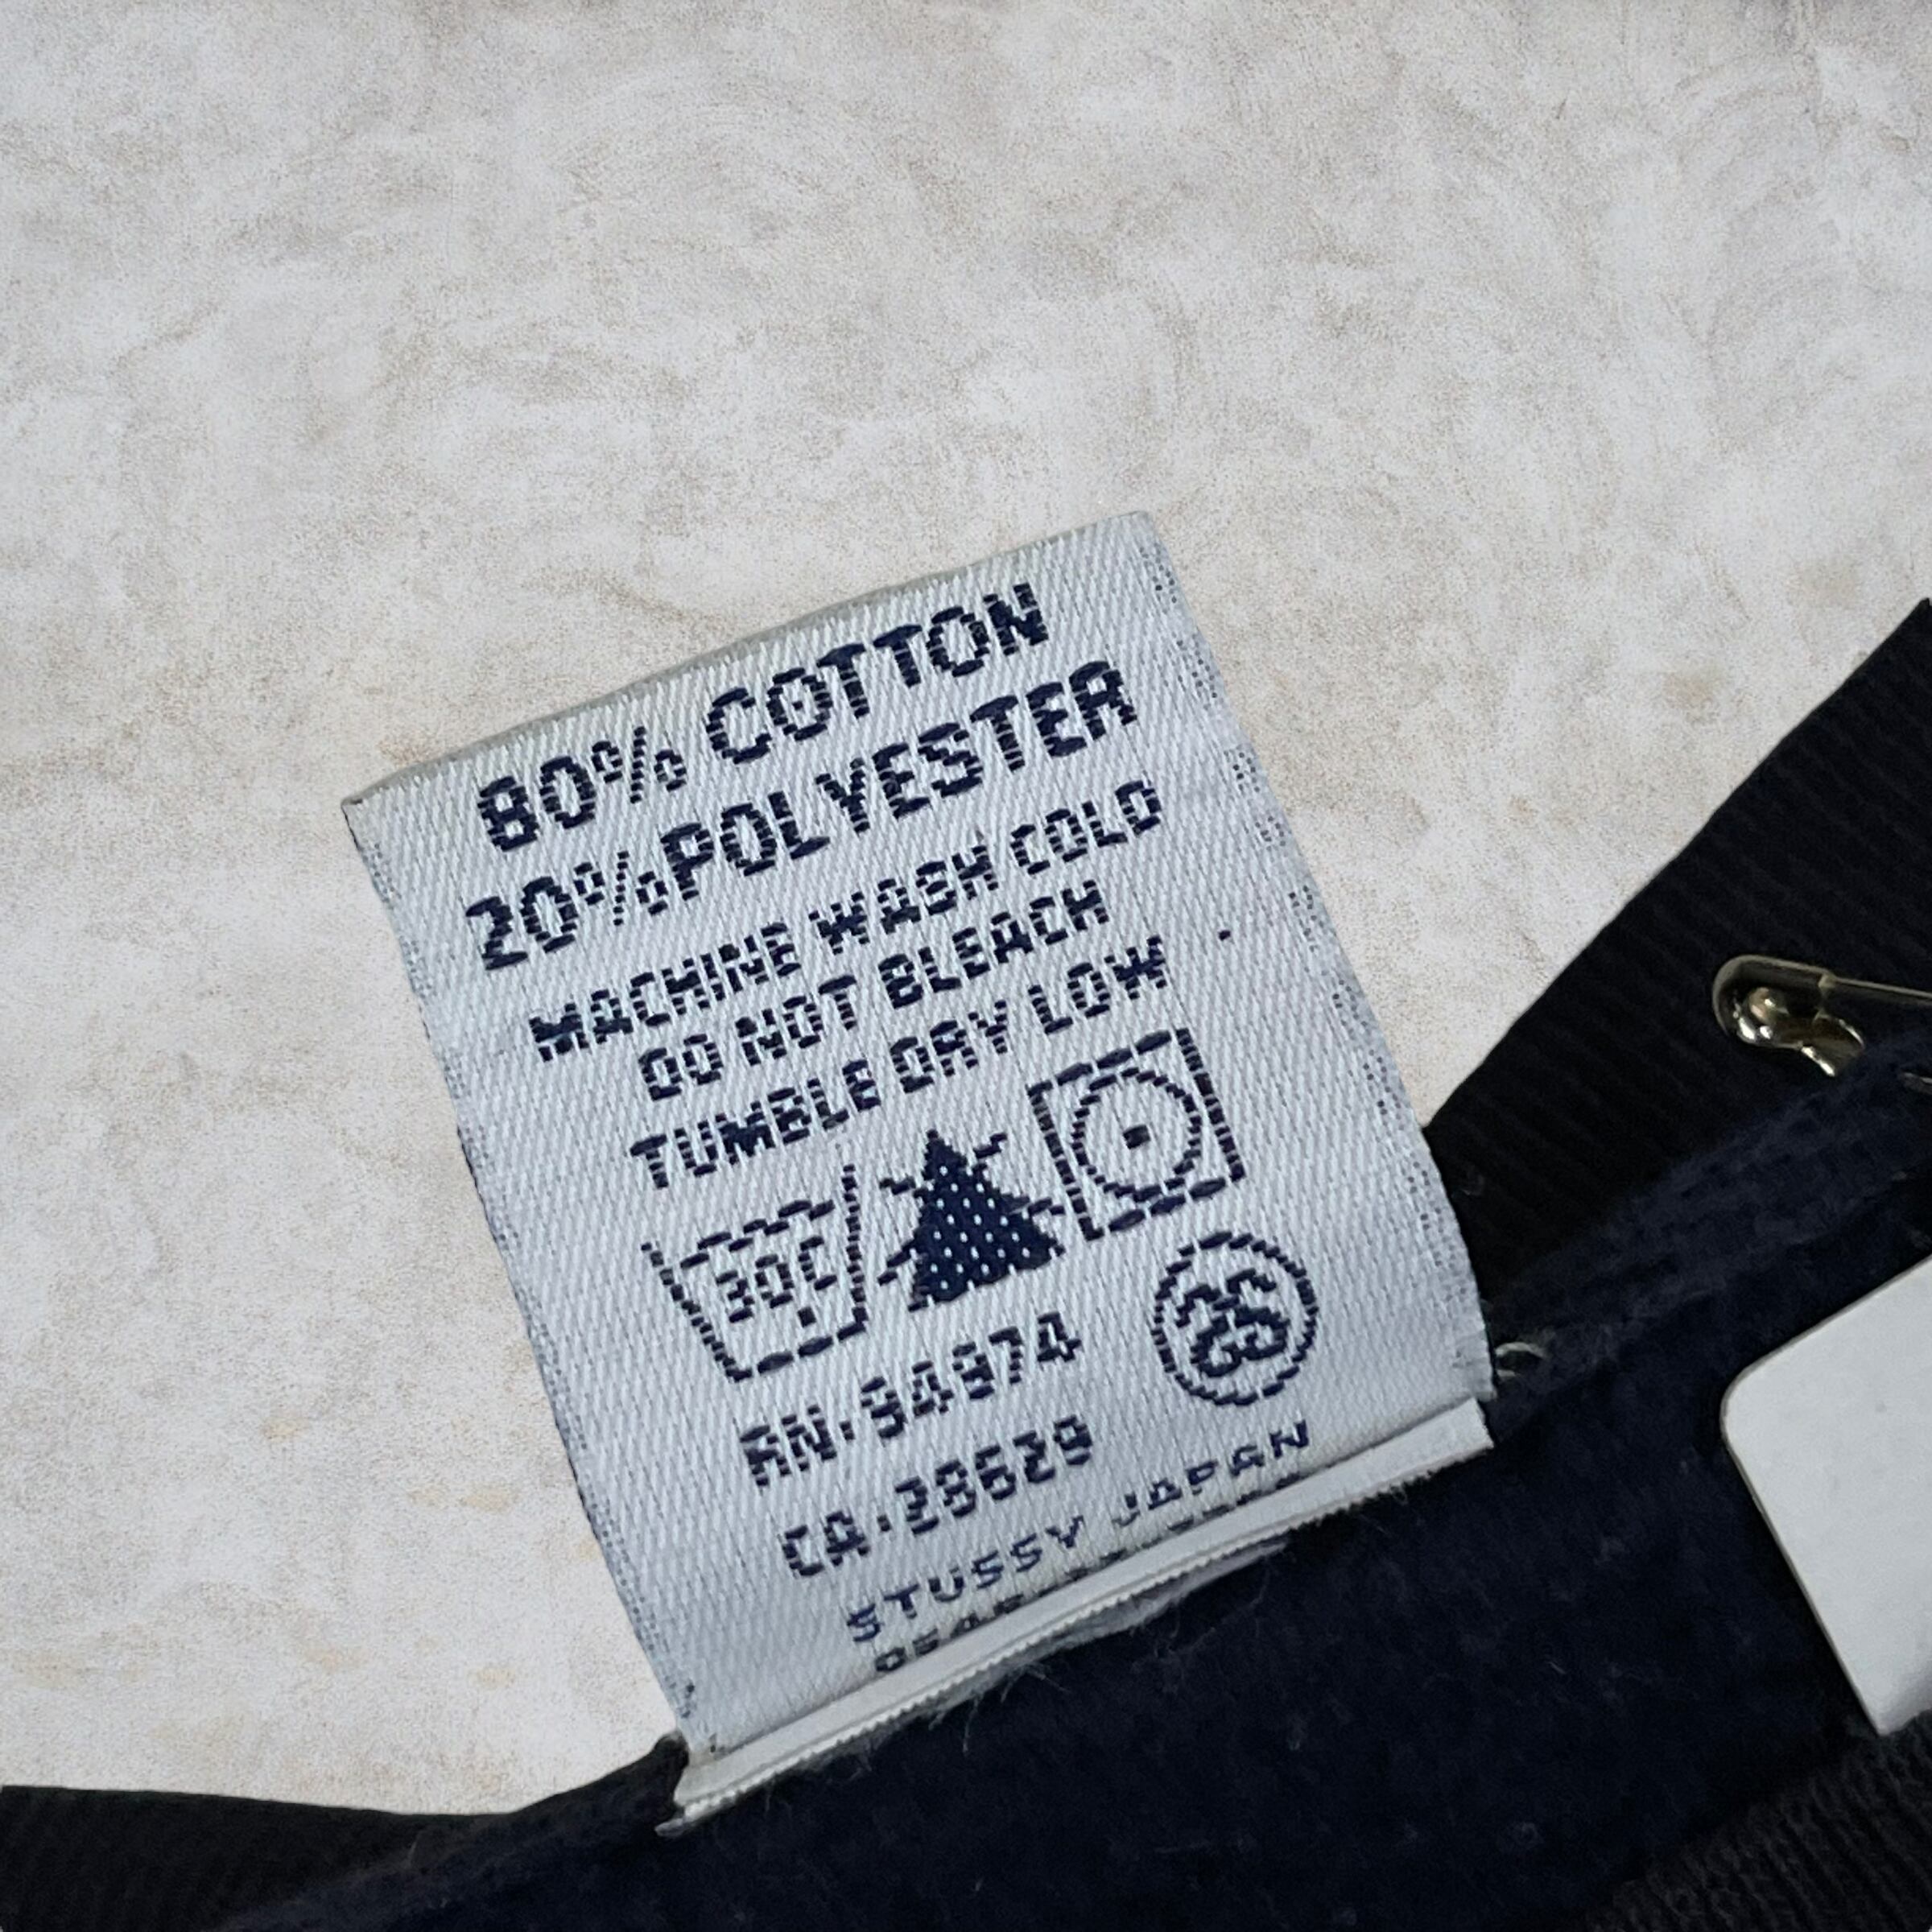 80% COTTON
20% POLYESTER
MACHINE WASH COLD
DO NOT BLEACH
TUMBLE DRY LOW
30C
RN·94974
CA·28629
STUSSY JAPAN